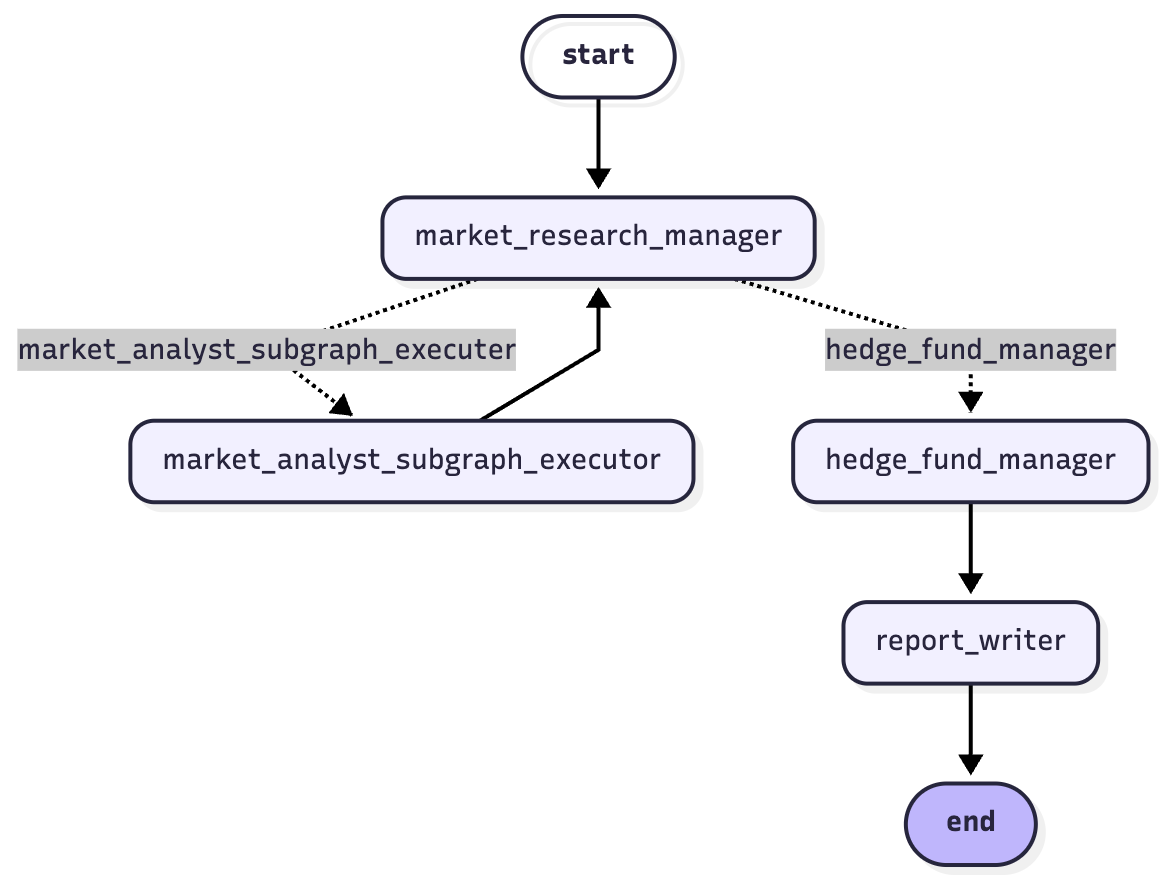 start
market_research_manager
market_analyst_subgraph_executer
hedge_fund_manager
market_analyst_subgraph_executor
hedge_fund_manager
report_writer
end